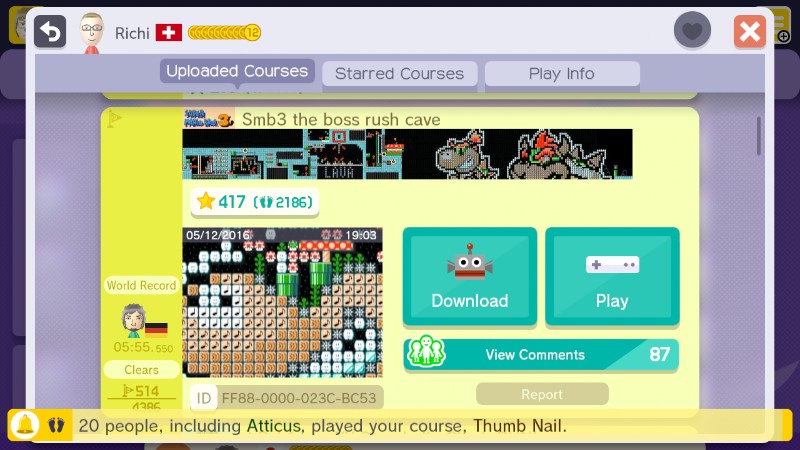 Richi
12
Uploaded Courses
Starred Courses
Play Info
Smb3 the boss rush cave
LAVA
417 (2186)
05/12/2016
19:03
World Record
05:55.550
Clears
514
4386
Download
Play
View Comments 87
ID FF88-0000-023C-BC53
Report
20 people, including Atticus, played your course, Thumb Nail.